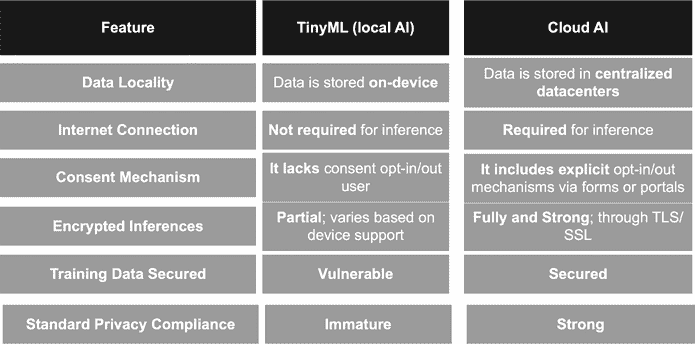 Feature TinyML (local AI) Cloud AI
Data Locality Data is stored on-device Data is stored in centralized
datacenters
Internet Connection Not required for inference Required for inference
Consent Mechanism It lacks consent opt-in/out
user It includes explicit opt-in/out
mechanisms via forms or portals
Encrypted Inferences Partial; varies based on
device support Fully and Strong; through TLS/
SSL
Training Data Secured Vulnerable Secured
Standard Privacy Compliance Immature Strong